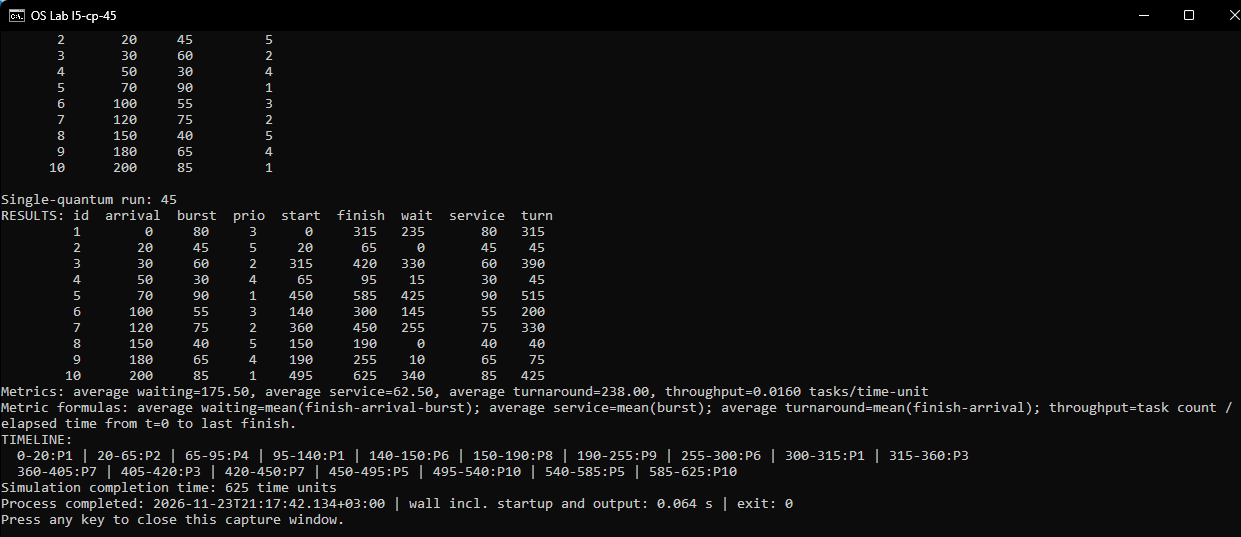 OS Lab I5-cp-45
2 20 45 5
3 30 60 2
4 50 30 4
5 70 90 1
6 100 55 3
7 120 75 2
8 150 40 5
9 180 65 4
10 200 85 1
Single-quantum run: 45
RESULTS: id arrival burst prio start finish wait service turn
1 0 80 3 0 315 235 80 315
2 20 45 5 20 65 0 45 45
3 30 60 2 315 420 330 60 390
4 50 30 4 65 95 15 30 45
5 70 90 1 450 585 425 90 515
6 100 55 3 140 300 145 55 200
7 120 75 2 360 450 255 75 330
8 150 40 5 150 190 0 40 40
9 180 65 4 190 255 10 65 75
10 200 85 1 495 625 340 85 425
Metrics: average waiting=175.50, average service=62.50, average turnaround=238.00, throughput=0.0160 tasks/time-unit
Metric formulas: average waiting=mean(finish-arrival-burst); average service=mean(burst); average turnaround=mean(finish-arrival); throughput=task count /
elapsed time from t=0 to last finish.
TIMELINE:
0-20:P1 | 20-65:P2 | 65-95:P4 | 95-140:P1 | 140-150:P6 | 150-190:P8 | 190-255:P9 | 255-300:P6 | 300-315:P1 | 315-360:P3
360-405:P7 | 405-420:P3 | 420-450:P7 | 450-495:P5 | 495-540:P10 | 540-585:P5 | 585-625:P10
Simulation completion time: 625 time units
Process completed: 2026-11-23T21:17:42.134+03:00 | wall incl. startup and output: 0.064 s | exit: 0
Press any key to close this capture window.